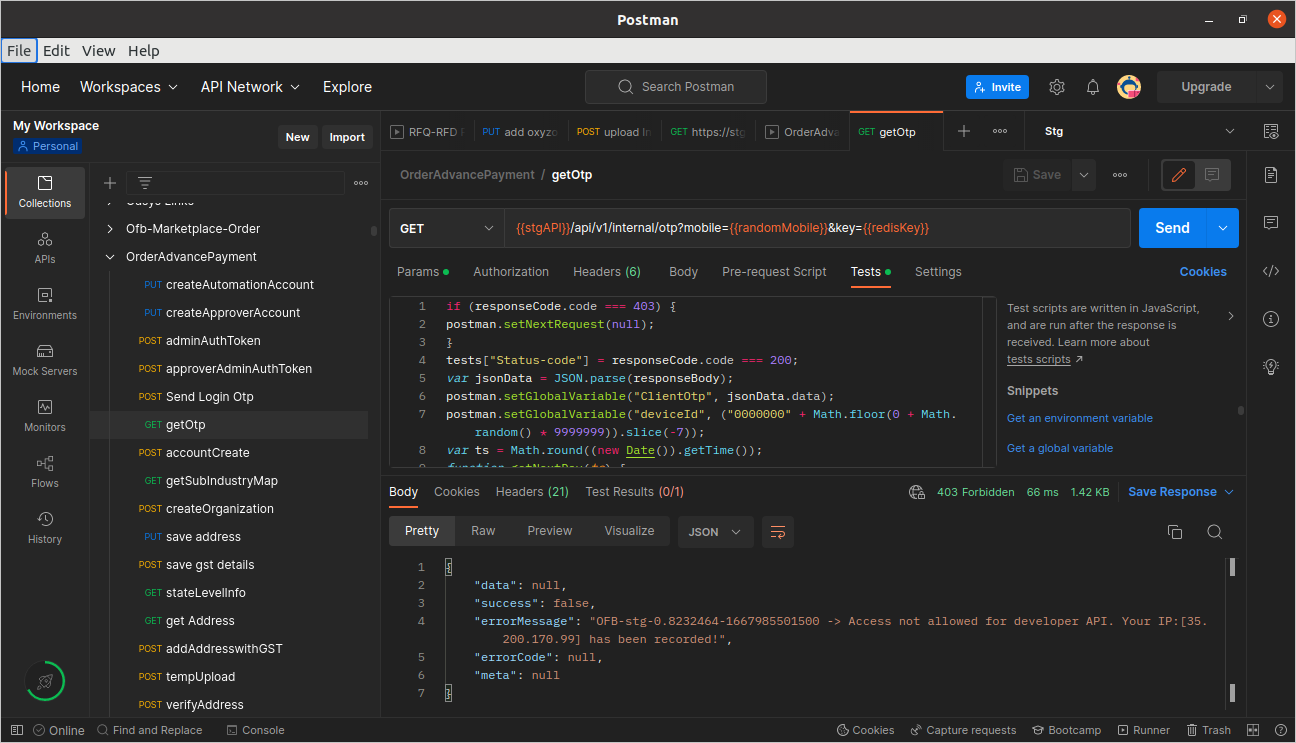 Postman
File Edit View Help
Home Workspaces API Network Explore
Search Postman
Invite
Upgrade
My Workspace
Personal
New Import
RFQ-RFD
PUT add oxyzo
POST upload In
GET https://stg
OrderAdva
GET getOtp
Stg
Collections
APIs
Environments
Mock Servers
Monitors
Flows
History
Ofb-Marketplace-Order
OrderAdvancePayment
PUT createAutomationAccount
PUT createApproverAccount
POST adminAuthToken
POST approverAdminAuthToken
POST Send Login Otp
GET getOtp
POST accountCreate
GET getSubIndustryMap
POST createOrganization
PUT save address
POST save gst details
GET stateLevelInfo
GET get Address
POST addAddresswithGST
POST tempUpload
POST verifyAddress
OrderAdvancePayment / getOtp
Save
GET
{{stgAPI}}/api/v1/internal/otp?mobile={{randomMobile}}&key={{redisKey}}
Send
Params Authorization Headers (6) Body Pre-request Script Tests Settings
Cookies
1 if (responseCode.code === 403) {
2 postman.setNextRequest(null);
3 }
4 tests["Status-code"] = responseCode.code === 200;
5 var jsonData = JSON.parse(responseBody);
6 postman.setGlobalVariable("ClientOtp", jsonData.data);
7 postman.setGlobalVariable("deviceId", ("0000000" + Math.floor(0 + Math.
random() * 9999999)).slice(-7));
8 var ts = Math.round((new Date()).getTime());
Test scripts are written in JavaScript,
and are run after the response is
received. Learn more about
tests scripts ↗
Snippets
Get an environment variable
Get a global variable
Body Cookies Headers (21) Test Results (0/1)
403 Forbidden 66 ms 1.42 KB Save Response
Pretty Raw Preview Visualize JSON
1 {
2 "data": null,
3 "success": false,
4 "errorMessage": "OFB-stg-0.8232464-1667985501500 -> Access not allowed for developer API. Your IP:[35.
200.170.99] has been recorded!",
5 "errorCode": null,
6 "meta": null
7 }
Online Find and Replace Console
Cookies Capture requests Bootcamp Runner Trash